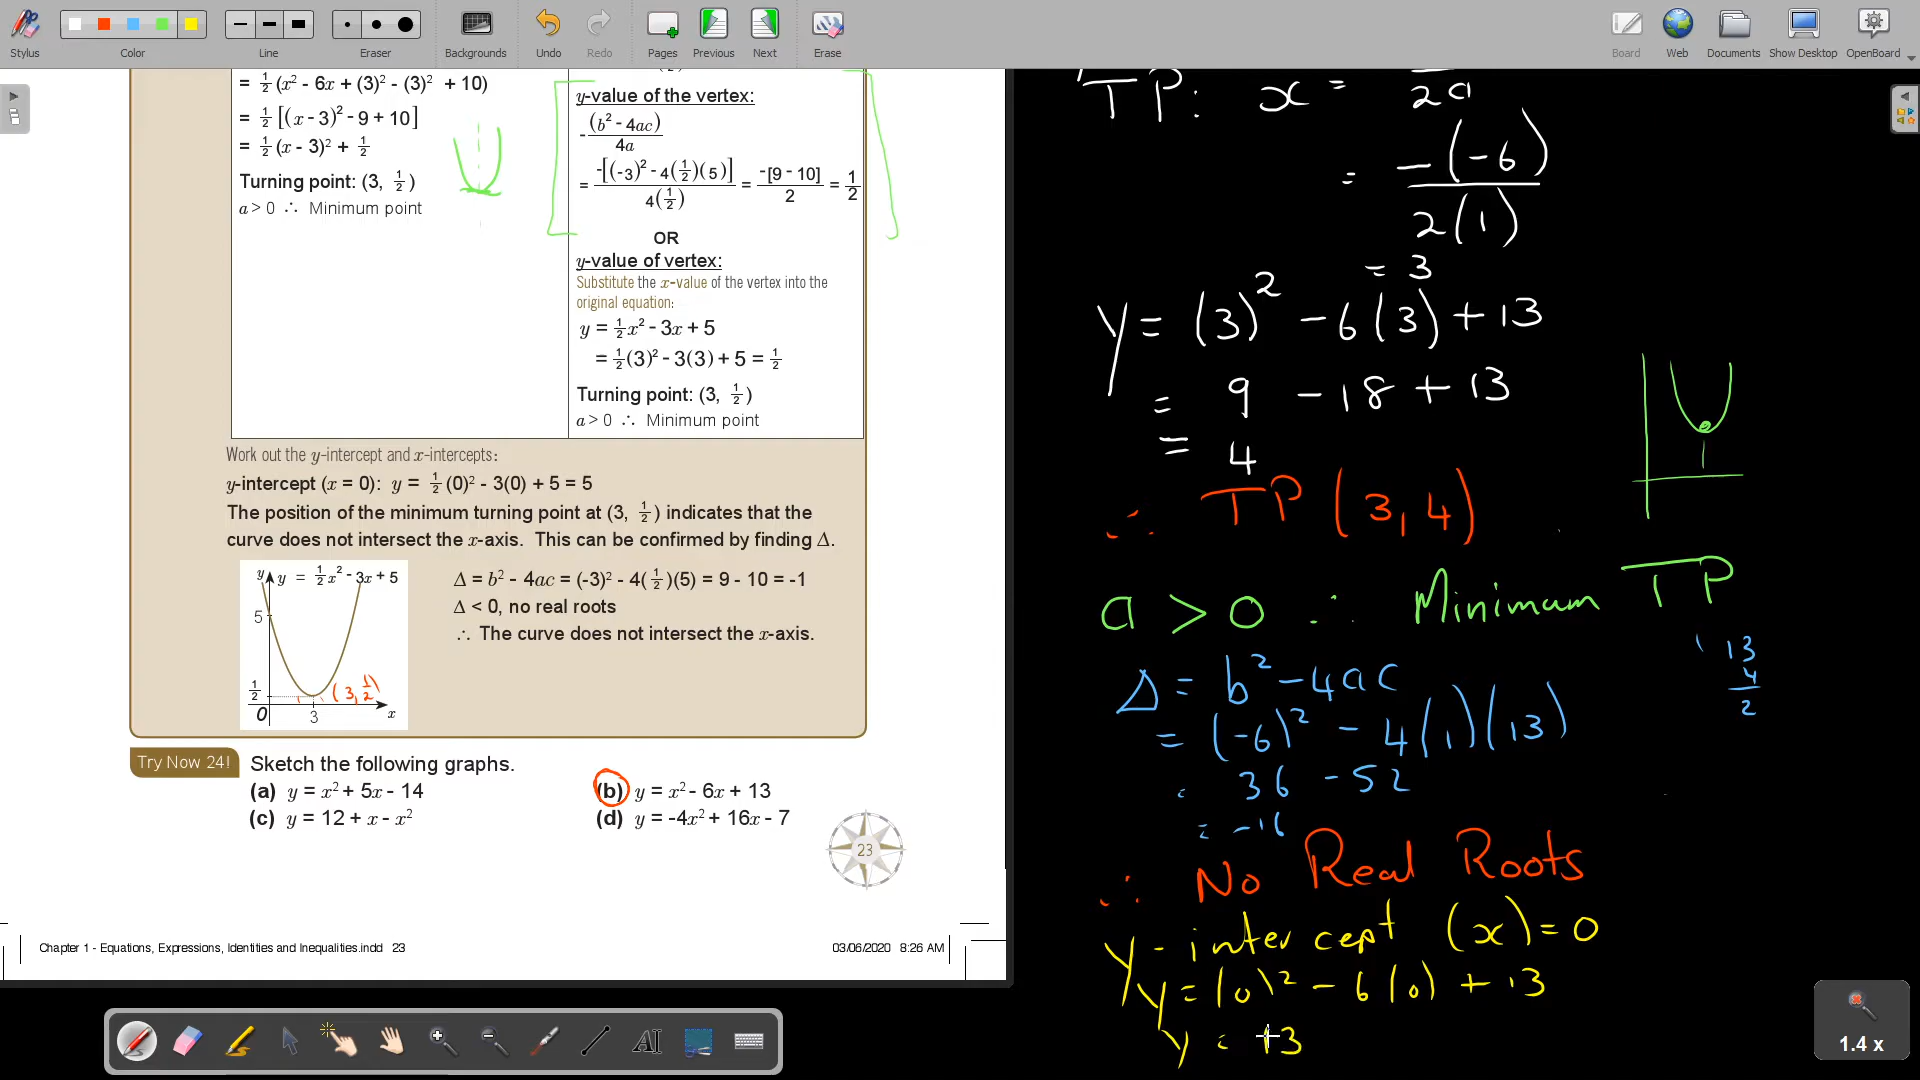 Stylus
Color
Line
Eraser
Backgrounds
Undo
Redo
Pages
Previous
Next
Erase
Board
Web
Documents
Show Desktop
OpenBoard
= 1/2 (x² - 6x + (3)² - (3)² + 10)
= 1/2 [(x - 3)² - 9 + 10]
= 1/2 (x - 3)² + 1/2
Turning point: (3, 1/2)
a > 0 ∴ Minimum point
y-value of the vertex:
- (b² - 4ac) / 4a
= -[(-3)² - 4(1/2)(5)] / 4(1/2) = -[9 - 10] / 2 = 1/2
OR
y-value of vertex:
Substitute the x-value of the vertex into the
original equation:
y = 1/2 x² - 3x + 5
= 1/2 (3)² - 3(3) + 5 = 1/2
Turning point: (3, 1/2)
a > 0 ∴ Minimum point
Work out the y-intercept and x-intercepts:
y-intercept (x = 0): y = 1/2 (0)² - 3(0) + 5 = 5
The position of the minimum turning point at (3, 1/2) indicates that the
curve does not intersect the x-axis. This can be confirmed by finding Δ.
y
y = 1/2 x² - 3x + 5
5
1/2
(3, 1/2)
0
3
x
Δ = b² - 4ac = (-3)² - 4(1/2)(5) = 9 - 10 = -1
Δ < 0, no real roots
∴ The curve does not intersect the x-axis.
Try Now 24! Sketch the following graphs.
(a) y = x² + 5x - 14
(b) y = x² - 6x + 13
(c) y = 12 + x - x²
(d) y = -4x² + 16x - 7
23
Chapter 1 - Equations, Expressions, Identities and Inequalities.indd 23
03/06/2020 8:26 AM
TP: x = / 2a
= -(-6) / 2(1)
= 3
y = (3)² - 6(3) + 13
= 9 - 18 + 13
= 4
∴ TP (3, 4)
a > 0 ∴ Minimum TP
Δ = b² - 4ac
= (-6)² - 4(1)(13)
= 36 - 52
= -16
13
4
2
∴ No Real Roots
y-intercept (x) = 0
y = (0)² - 6(0) + 13
y = 13
1.4 x